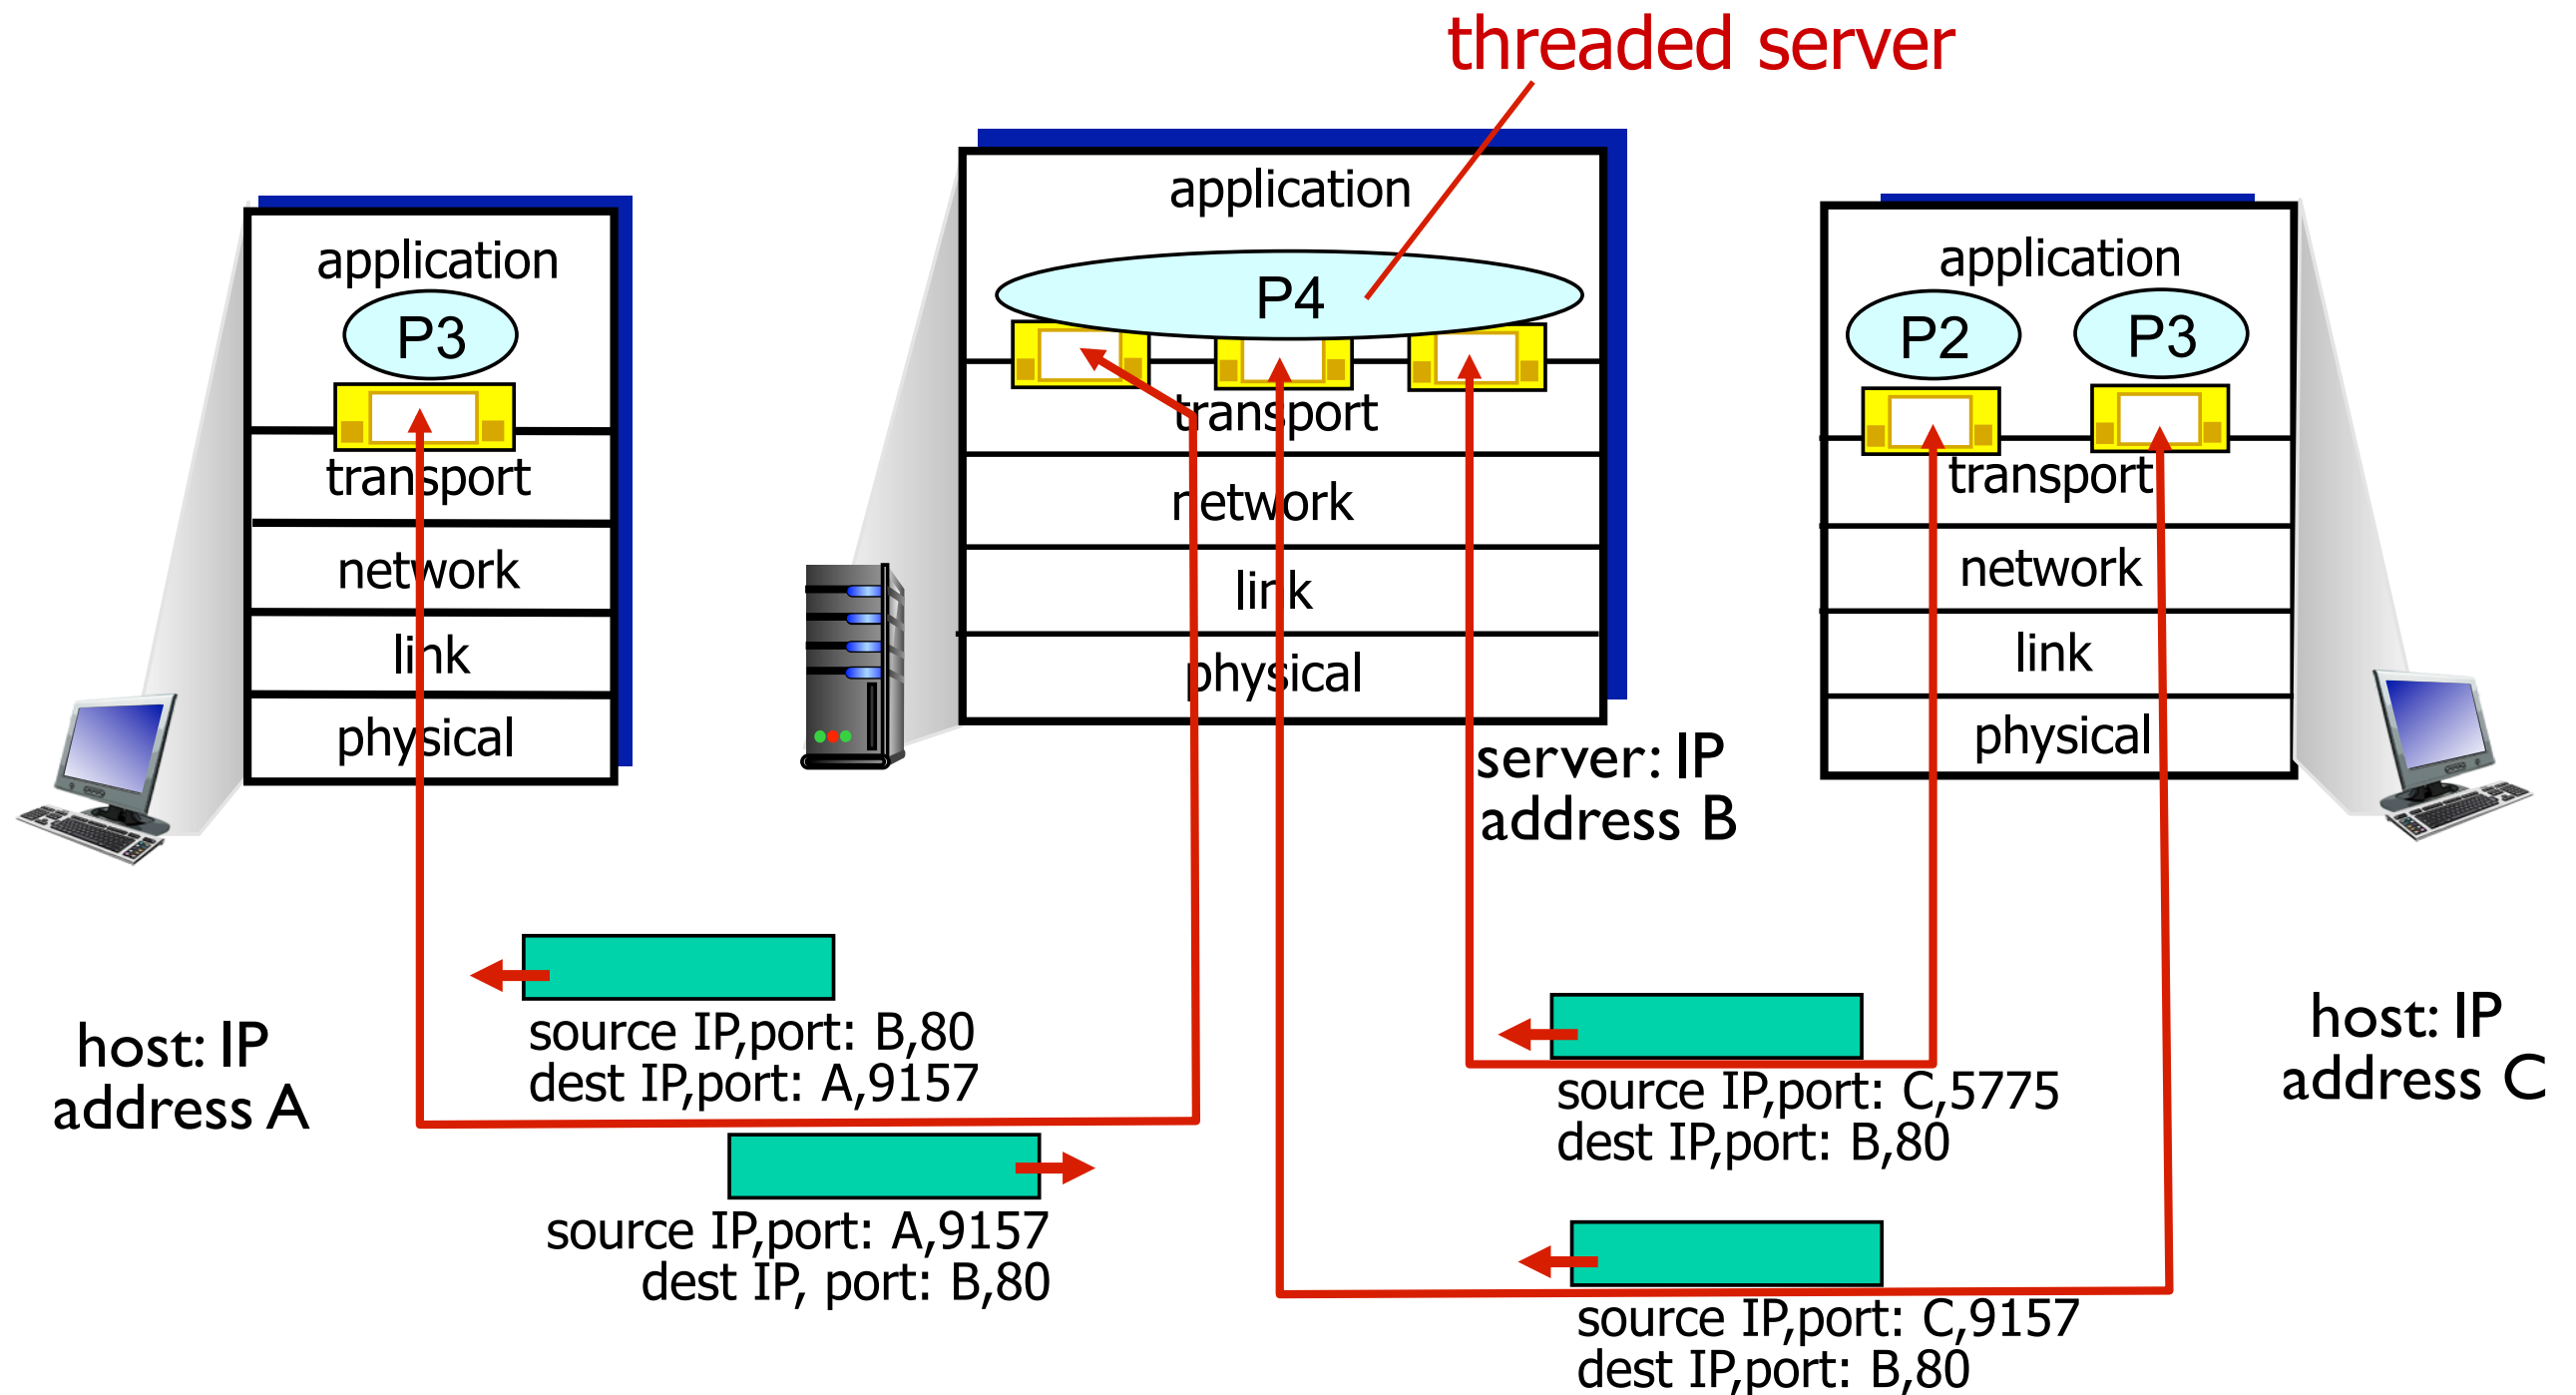 threaded server
application
P3
transport
network
link
physical
host: IP
address A
application
P4
transport
network
link
physical
server: IP
address B
application
P2
P3
transport
network
link
physical
host: IP
address C
source IP,port: B,80
dest IP,port: A,9157
source IP,port: A,9157
dest IP, port: B,80
source IP,port: C,5775
dest IP,port: B,80
source IP,port: C,9157
dest IP,port: B,80